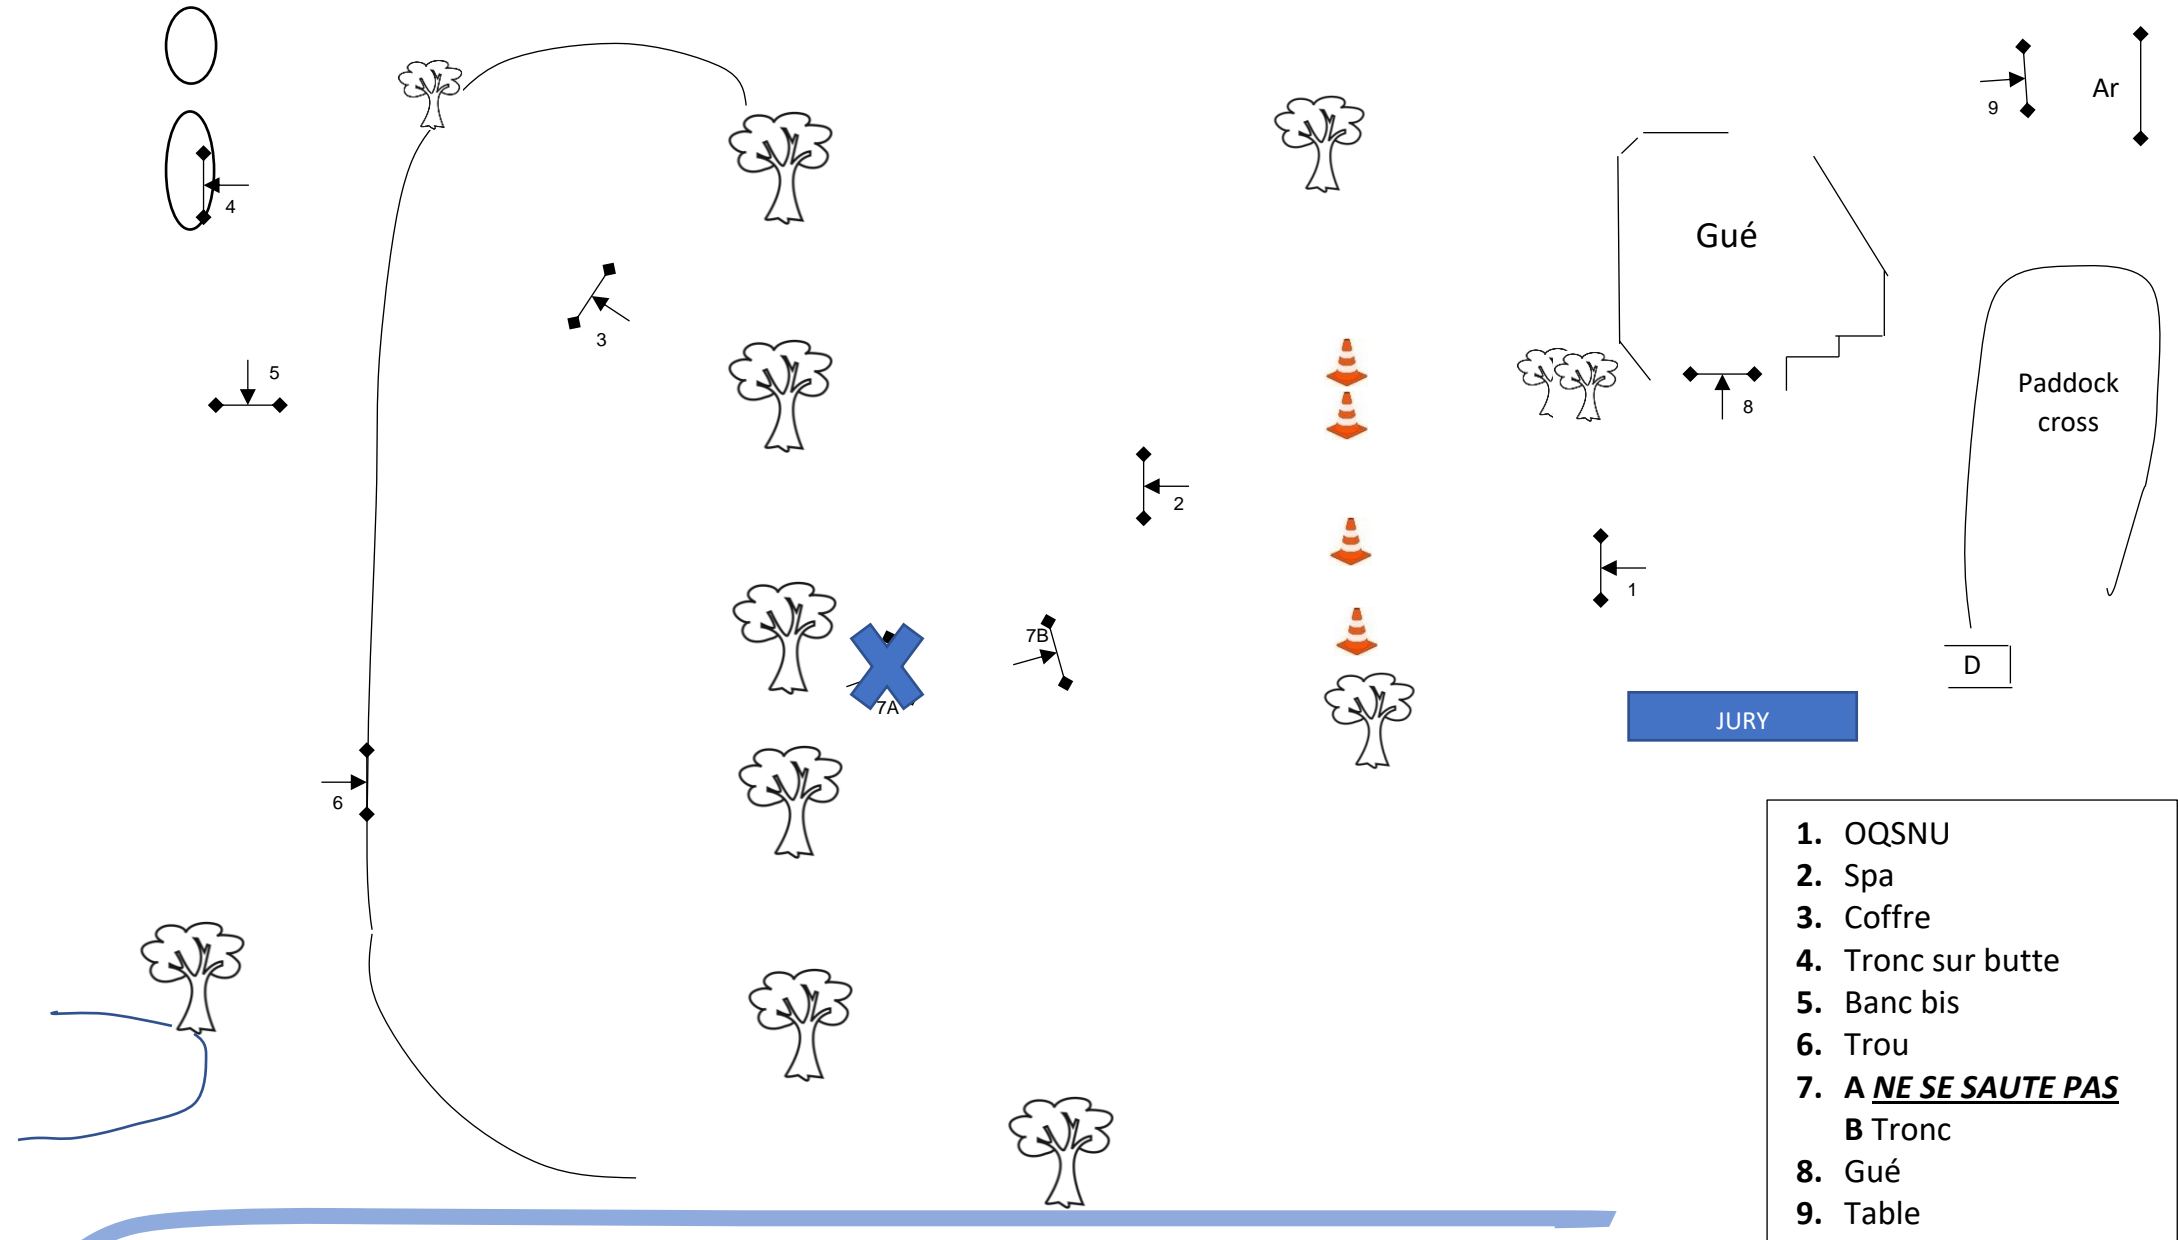 9
Ar
4
Gué
3
5
Paddock
cross
8
2
1
7B
D
7A
JURY
6
1. OQSNU
2. Spa
3. Coffre
4. Tronc sur butte
5. Banc bis
6. Trou
7. A NE SE SAUTE PAS
B Tronc
8. Gué
9. Table